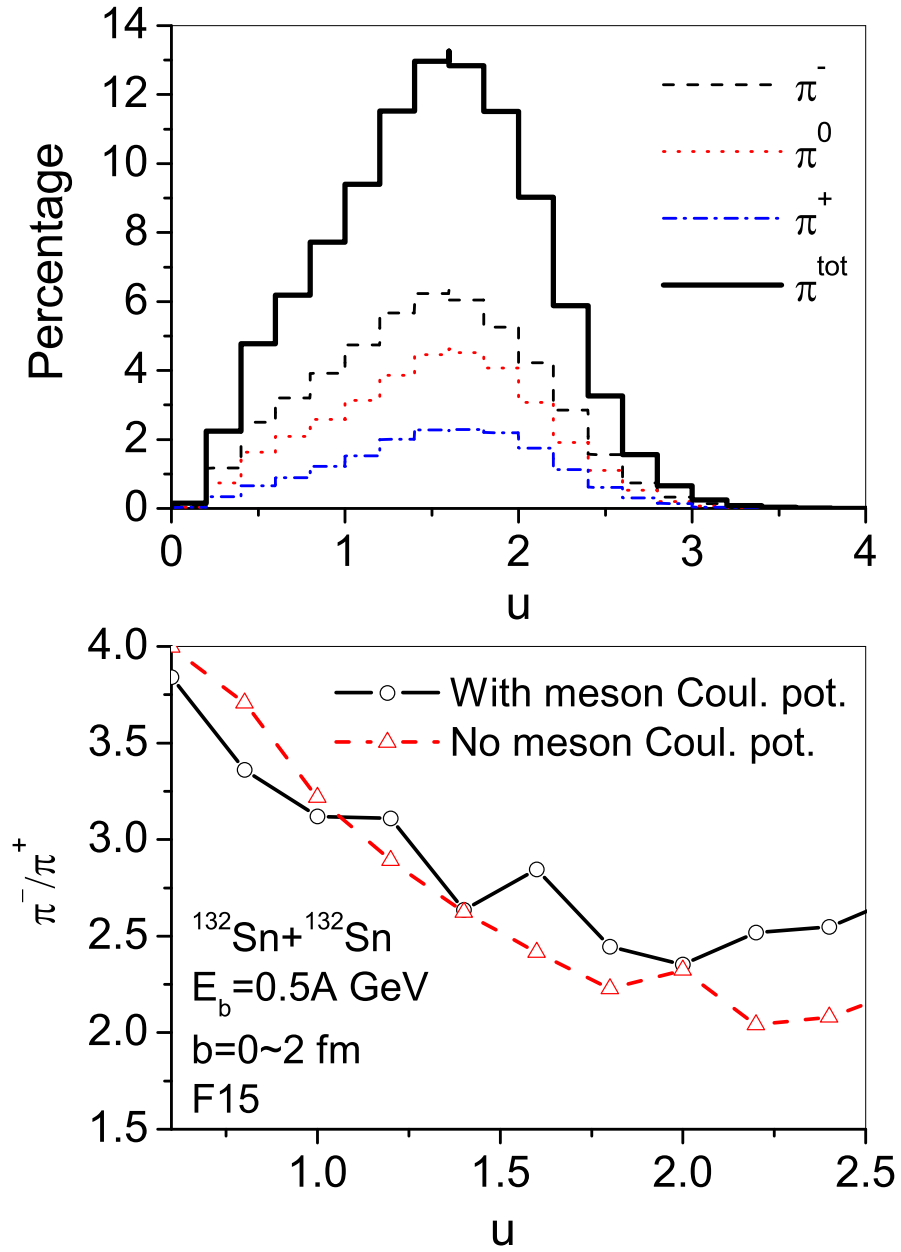 14
12
10
8
6
4
2
0
Percentage
π⁻
π⁰
π⁺
πᵗᵒᵗ
0 1 2 3 4
u
4.0
3.5
3.0
2.5
2.0
1.5
π⁻/π⁺
With meson Coul. pot.
No meson Coul. pot.
¹³²Sn+¹³²Sn
E_b=0.5A GeV
b=0~2 fm
F15
1.0 1.5 2.0 2.5
u